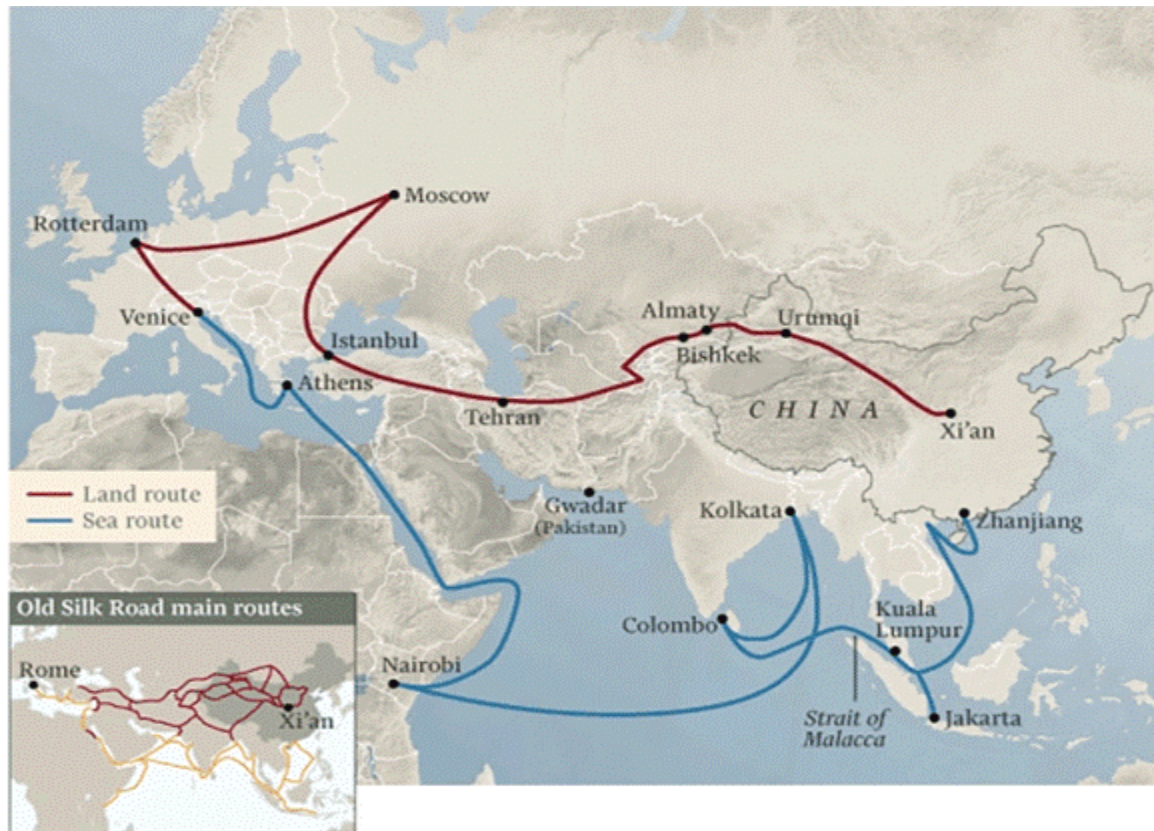 Moscow
Rotterdam
Venice
Istanbul
Athens
Tehran
Almaty
Bishkek
Urumqi
CHINA
Xi’an
Land route
Sea route
Gwadar
(Pakistan)
Kolkata
Zhanjiang
Colombo
Kuala
Lumpur
Nairobi
Strait of
Malacca
Jakarta
Old Silk Road main routes
Rome
Xi’an